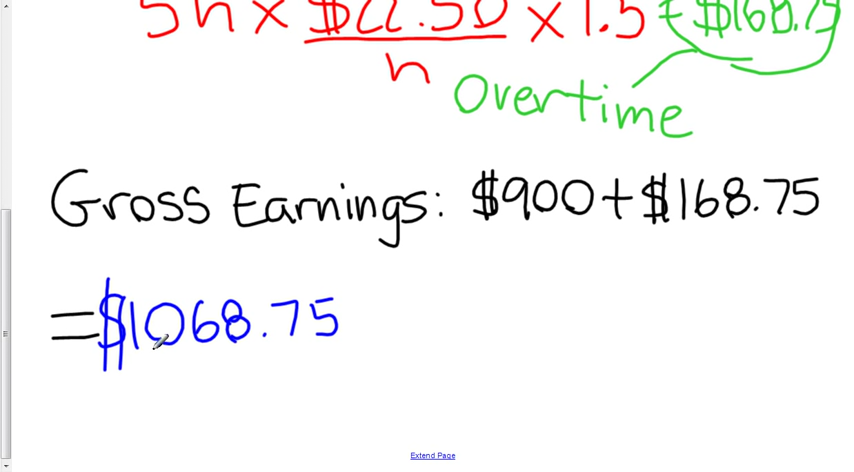 5h × $22.50 × 1.5 = $168.75
h
Overtime
Gross Earnings: $900 + $168.75
= $1068.75
Extend Page